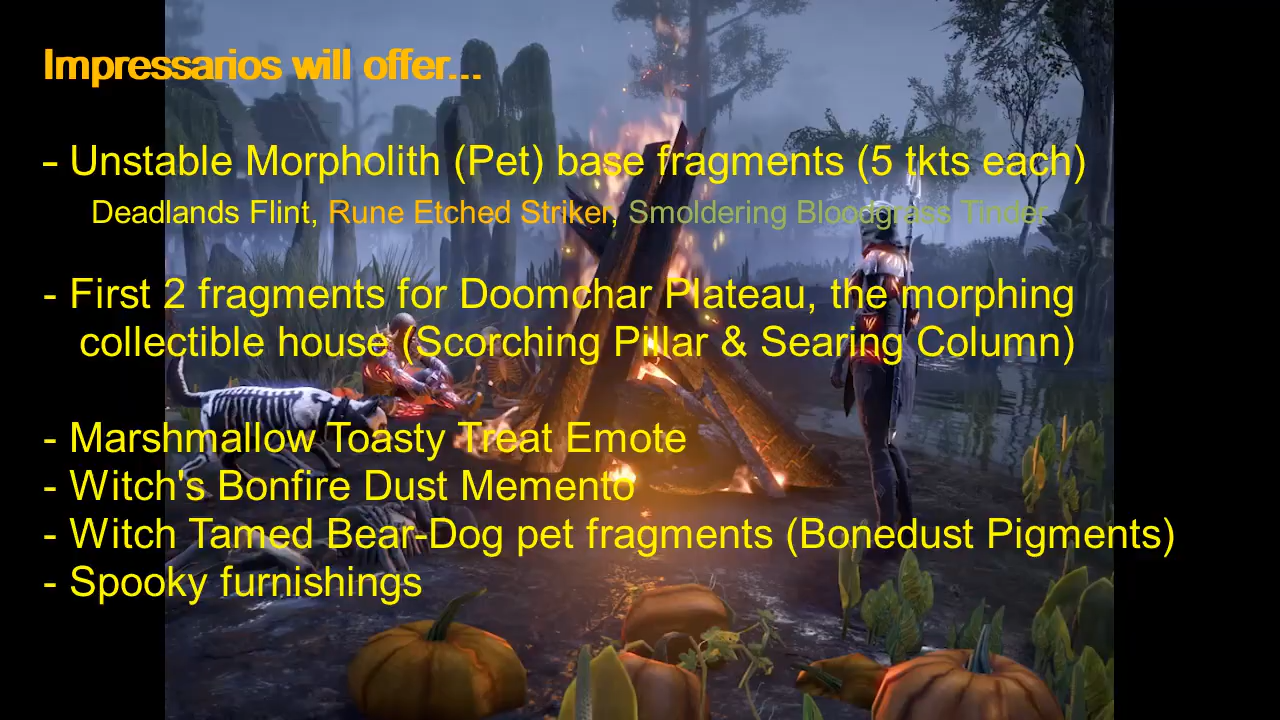 Impressarios will offer...
- Unstable Morpholith (Pet) base fragments (5 tkts each)
Deadlands Flint, Rune Etched Striker, Smoldering Bloodgrass Tinder
- First 2 fragments for Doomchar Plateau, the morphing
collectible house (Scorching Pillar & Searing Column)
- Marshmallow Toasty Treat Emote
- Witch's Bonfire Dust Memento
- Witch Tamed Bear-Dog pet fragments (Bonedust Pigments)
- Spooky furnishings